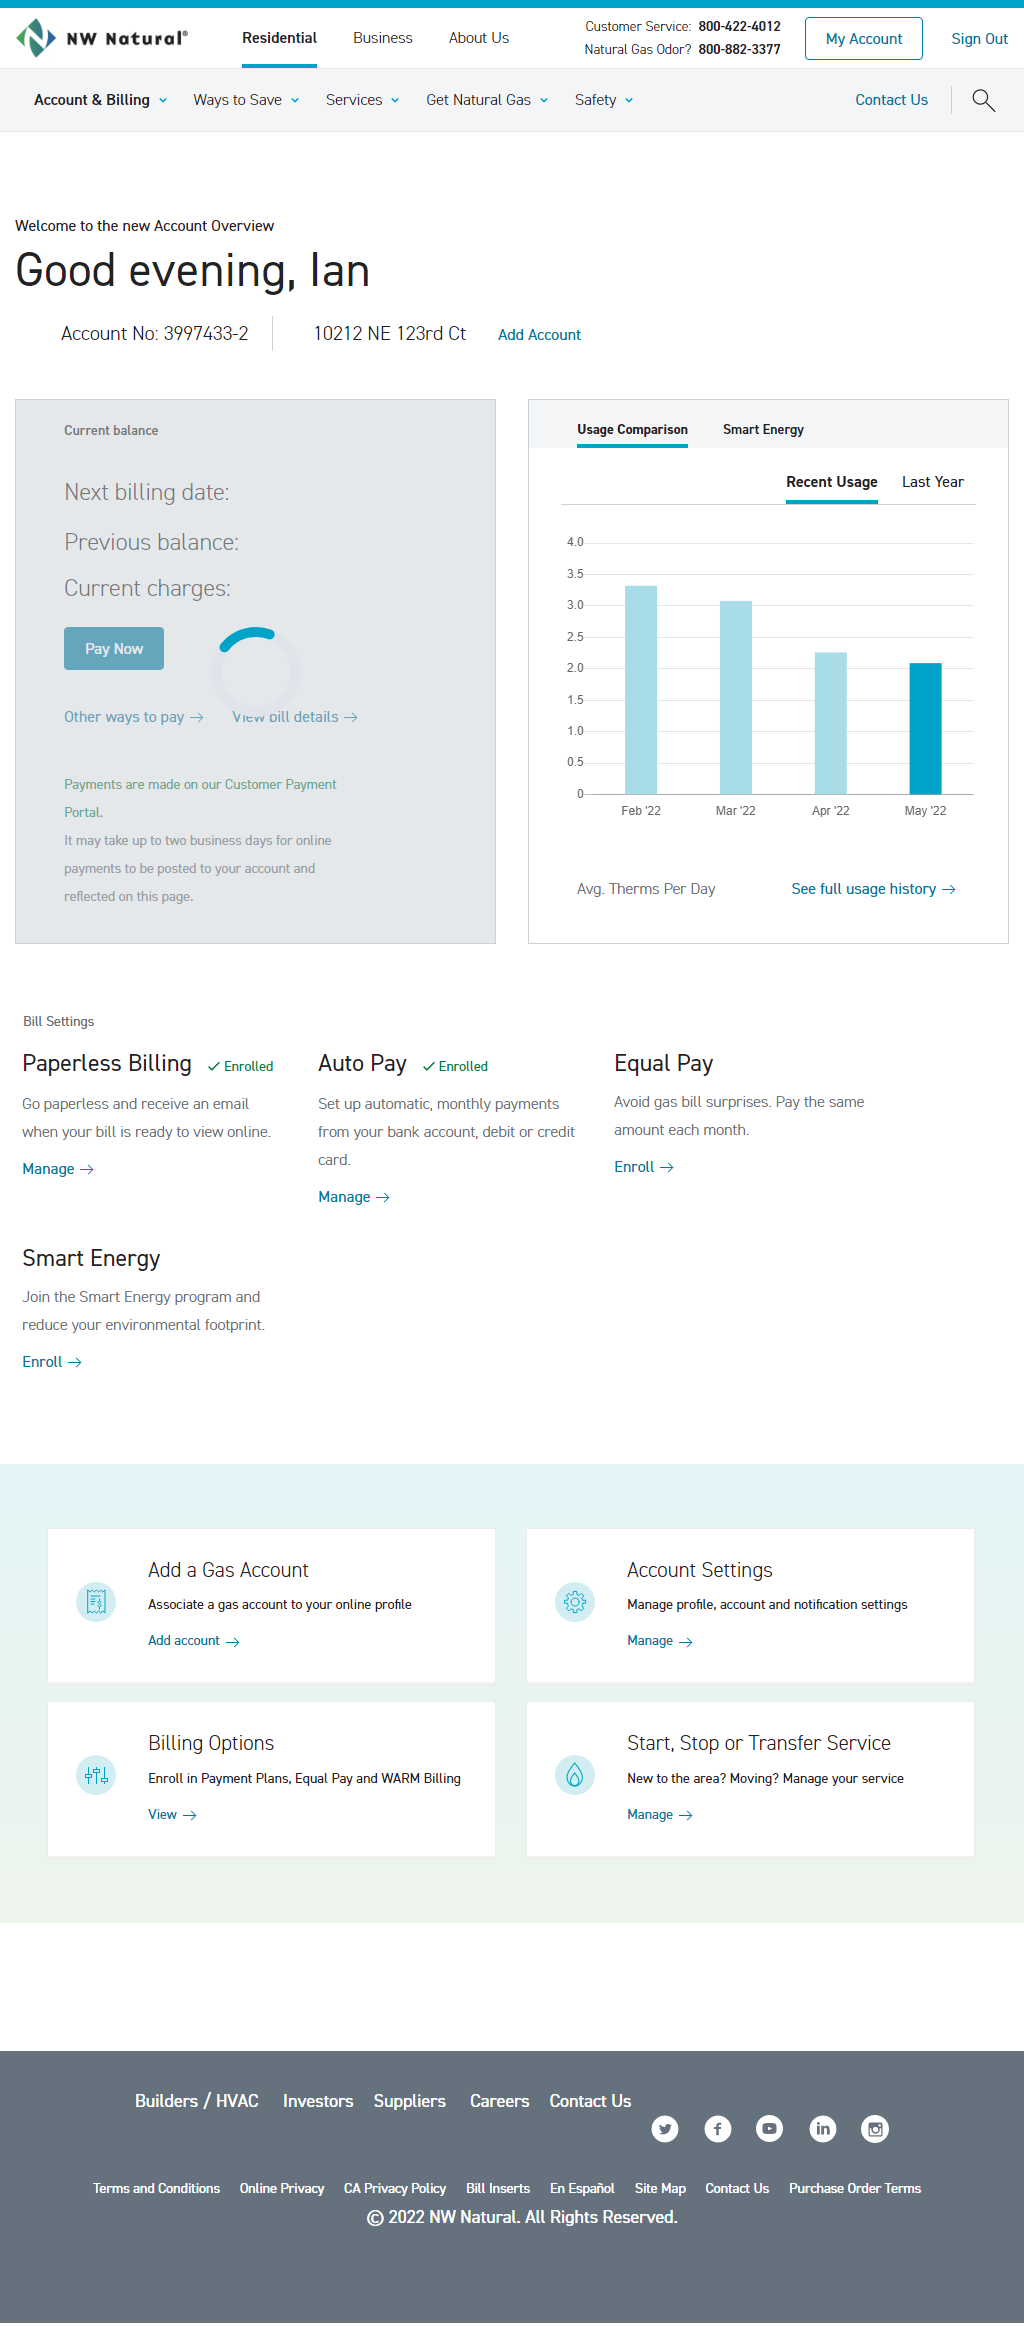 NW Natural®
Residential
Business
About Us
Customer Service: 800-422-4012
Natural Gas Odor? 800-882-3377
My Account
Sign Out
Account & Billing
Ways to Save
Services
Get Natural Gas
Safety
Contact Us
Welcome to the new Account Overview
Good evening, Ian
Account No: 3997433-2
10212 NE 123rd Ct
Add Account
Current balance
Next billing date:
Previous balance:
Current charges:
Pay Now
Other ways to pay
View bill details
Payments are made on our Customer Payment
Portal.
It may take up to two business days for online
payments to be posted to your account and
reflected on this page.
Usage Comparison
Smart Energy
Recent Usage
Last Year
4.0
3.5
3.0
2.5
2.0
1.5
1.0
0.5
0
Feb '22
Mar '22
Apr '22
May '22
Avg. Therms Per Day
See full usage history
Bill Settings
Paperless Billing
Enrolled
Go paperless and receive an email
when your bill is ready to view online.
Manage
Auto Pay
Enrolled
Set up automatic, monthly payments
from your bank account, debit or credit
card.
Manage
Equal Pay
Avoid gas bill surprises. Pay the same
amount each month.
Enroll
Smart Energy
Join the Smart Energy program and
reduce your environmental footprint.
Enroll
Add a Gas Account
Associate a gas account to your online profile
Add account
Account Settings
Manage profile, account and notification settings
Manage
Billing Options
Enroll in Payment Plans, Equal Pay and WARM Billing
View
Start, Stop or Transfer Service
New to the area? Moving? Manage your service
Manage
Builders / HVAC
Investors
Suppliers
Careers
Contact Us
Terms and Conditions
Online Privacy
CA Privacy Policy
Bill Inserts
En Español
Site Map
Contact Us
Purchase Order Terms
© 2022 NW Natural. All Rights Reserved.